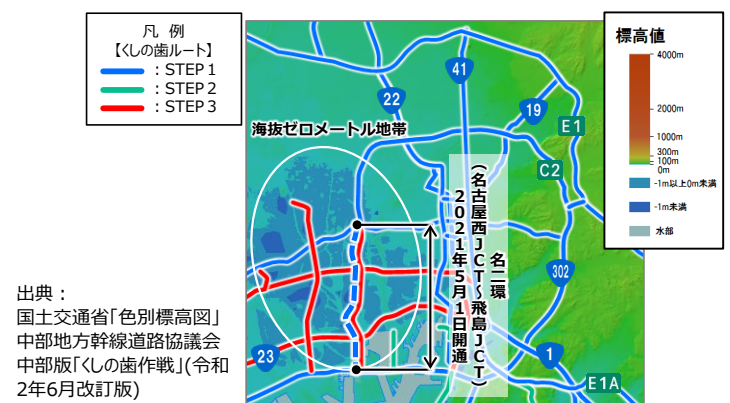 凡 例
【くしの歯ルート】
：STEP１
：STEP２
：STEP３
海抜ゼロメートル地帯
41
22
19
E1
C2
302
1
23
E1A
名二環
（名古屋西ＪＣＴ～飛島ＪＣＴ）
２０２１年５月１日開通
標高値
4000m
2000m
1000m
300m
100m
0m
-1m以上0m未満
-1m未満
水部
出典：
国土交通省「色別標高図」
中部地方幹線道路協議会
中部版「くしの歯作戦」(令和
2年6月改訂版)